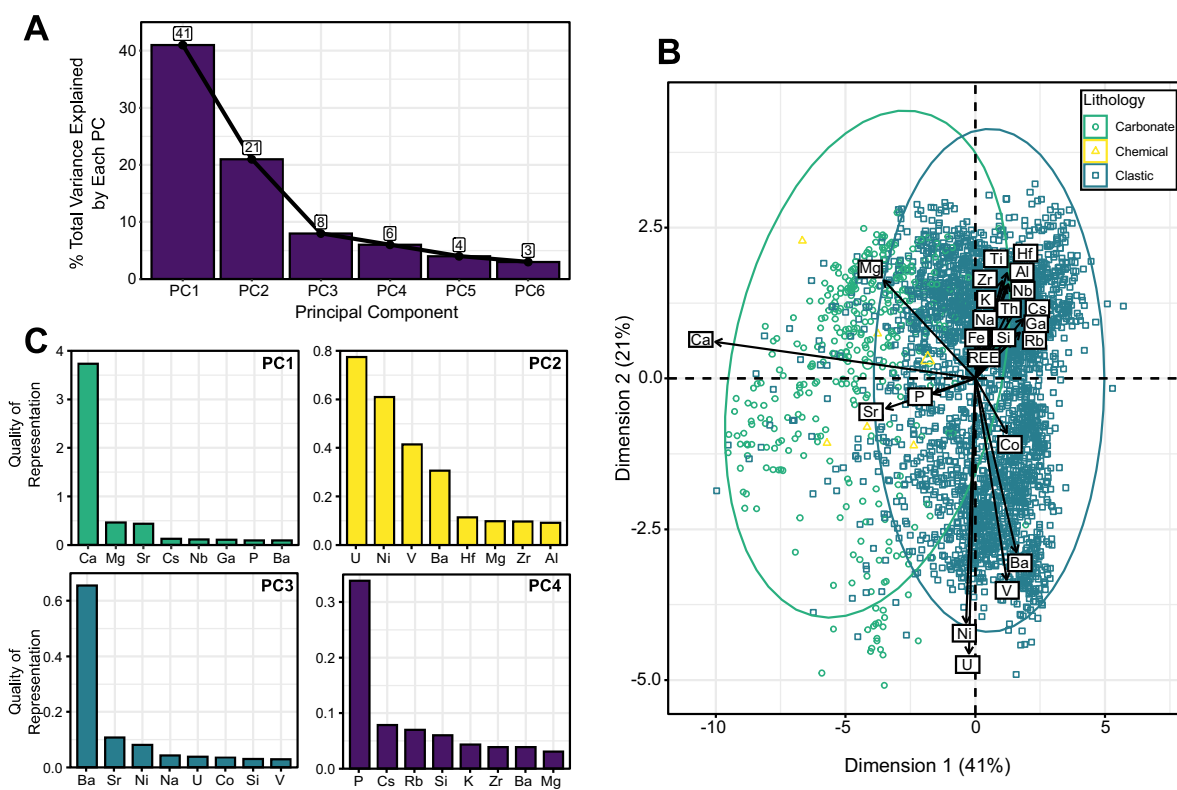 A
% Total Variance Explained
by Each PC
40
30
20
10
0
41
21
8
6
4
3
PC1 PC2 PC3 PC4 PC5 PC6
Principal Component
B
Lithology
Carbonate
Chemical
Clastic
Dimension 2 (21%)
2.5
0.0
-2.5
-5.0
Mg
Ca
Sr
P
Ti
Hf
Zr
Al
K
Nb
Na
Th
Cs
Ga
Fe
Si
Rb
REE
Co
Ba
V
Ni
U
-10 -5 0 5
Dimension 1 (41%)
C
PC1
Quality of
Representation
4
3
2
1
0
Ca Mg Sr Cs Nb Ga P Ba
PC2
0.8
0.6
0.4
0.2
0.0
U Ni V Ba Hf Mg Zr Al
PC3
Quality of
Representation
0.6
0.4
0.2
0.0
Ba Sr Ni Na U Co Si V
PC4
0.3
0.2
0.1
0.0
P Cs Rb Si K Zr Ba Mg